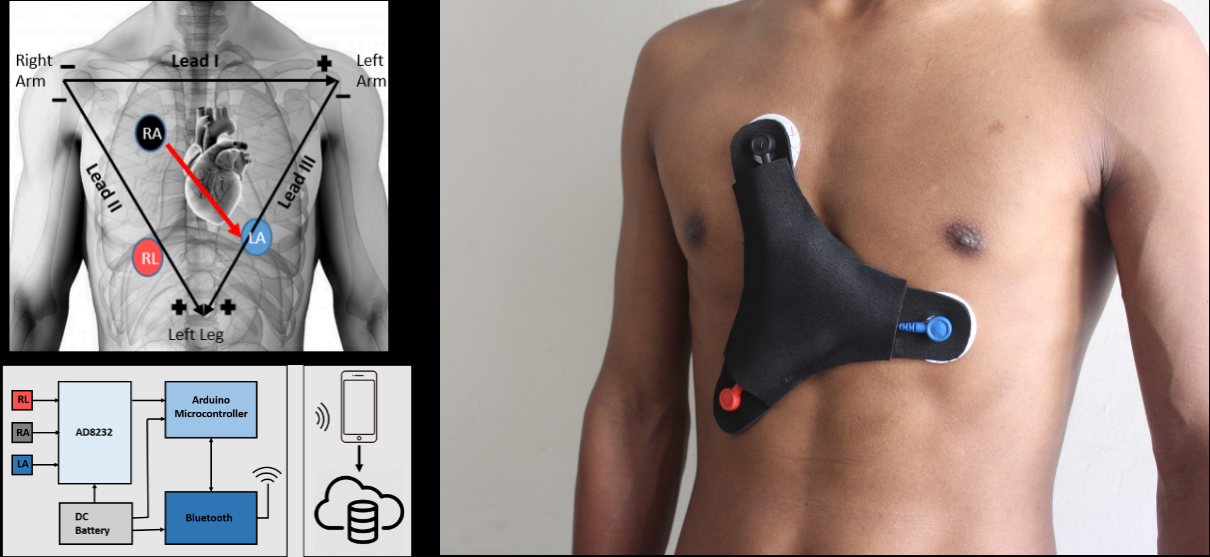 Right
Arm
Lead I
Left
Arm
RA
Lead II
Lead III
LA
RL
Left Leg
RL
RA
LA
AD8232
Arduino
Microcontroller
DC
Battery
Bluetooth